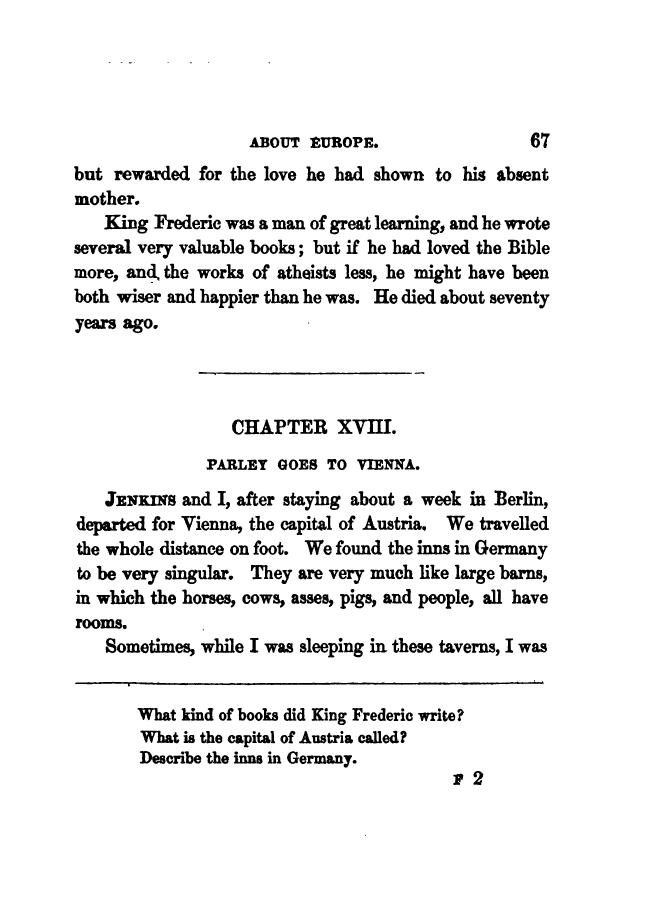 ABOUT EUROPE. 67
but rewarded for the love he had shown to his absent
mother.
King Frederic was a man of great learning, and he wrote
several very valuable books; but if he had loved the Bible
more, and the works of atheists less, he might have been
both wiser and happier than he was. He died about seventy
years ago.
CHAPTER XVIII.
PARLEY GOES TO VIENNA.
JENKINS and I, after staying about a week in Berlin,
departed for Vienna, the capital of Austria. We travelled
the whole distance on foot. We found the inns in Germany
to be very singular. They are very much like large barns,
in which the horses, cows, asses, pigs, and people, all have
rooms.
Sometimes, while I was sleeping in these taverns, I was
What kind of books did King Frederic write?
What is the capital of Austria called?
Describe the inns in Germany.
F 2